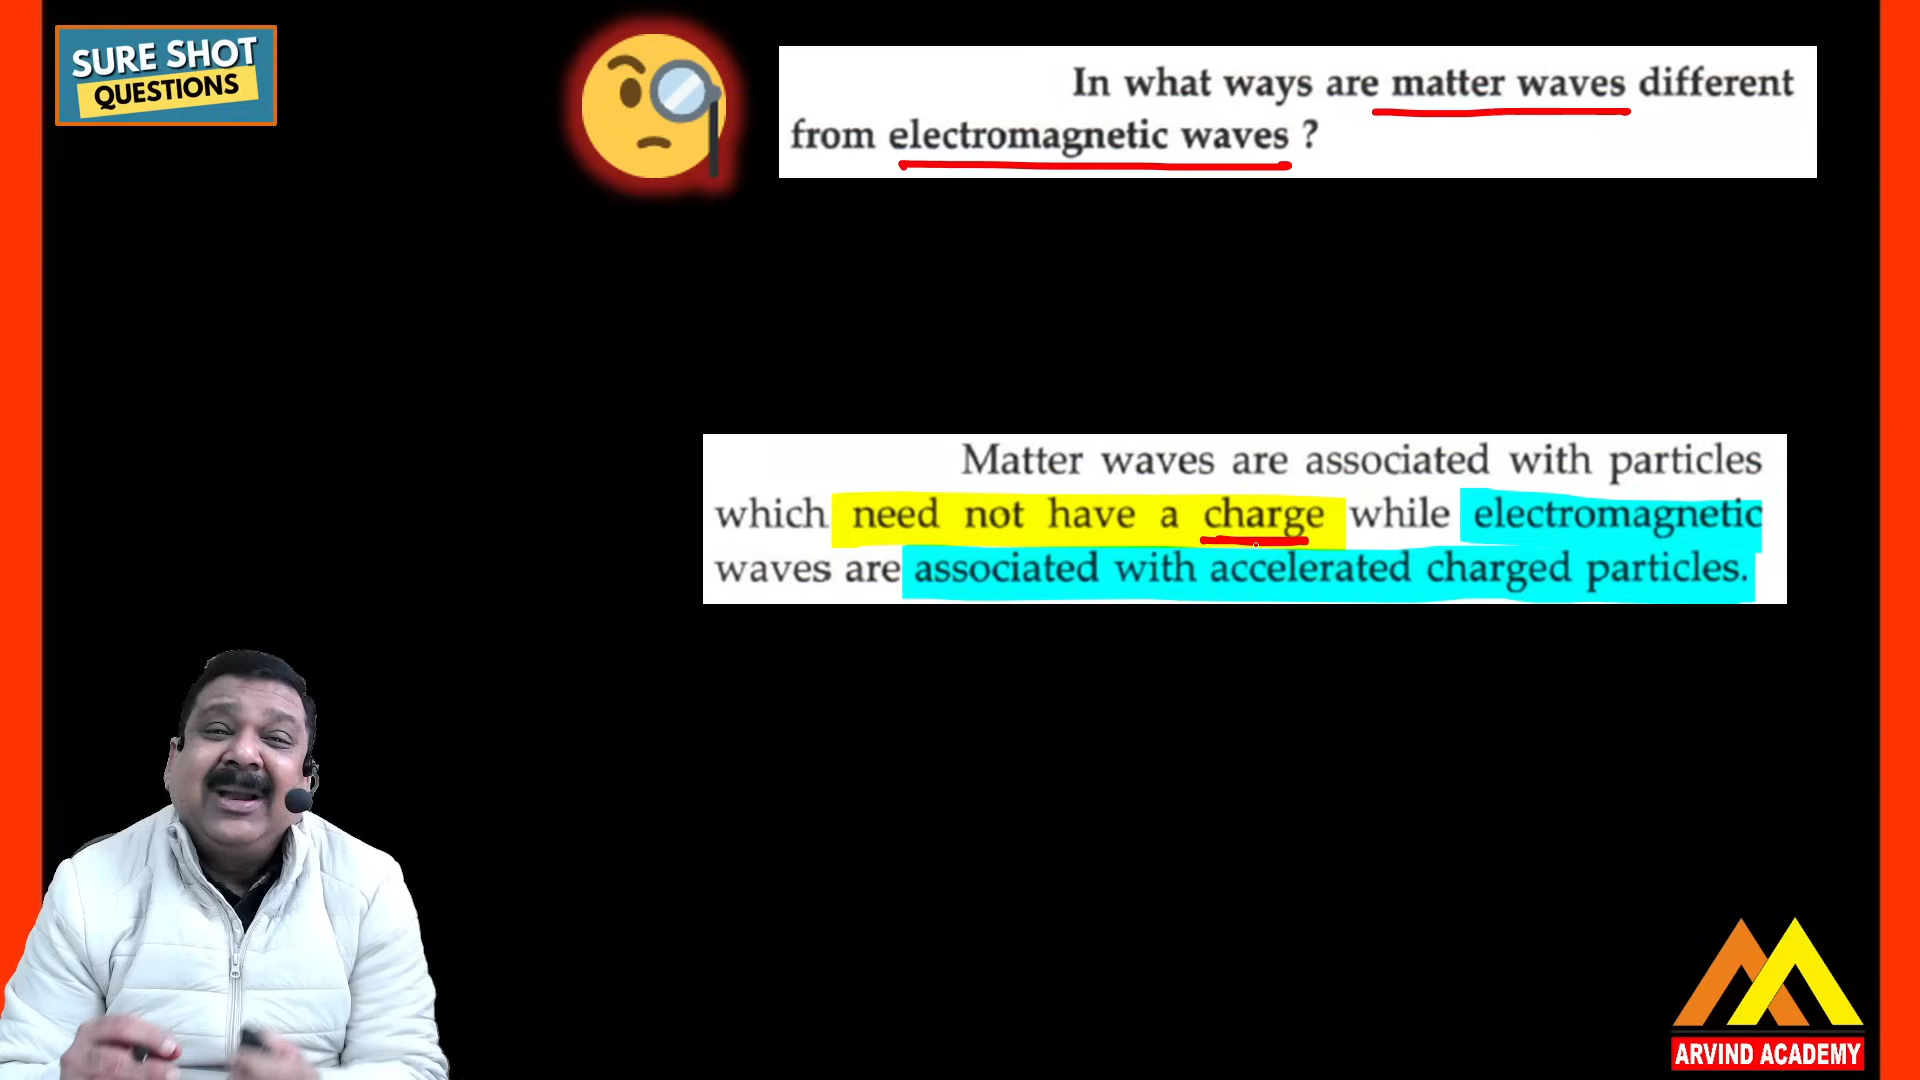 SURE SHOT
QUESTIONS
In what ways are matter waves different
from electromagnetic waves ?
Matter waves are associated with particles
which need not have a charge while electromagnetic
waves are associated with accelerated charged particles.
ARVIND ACADEMY